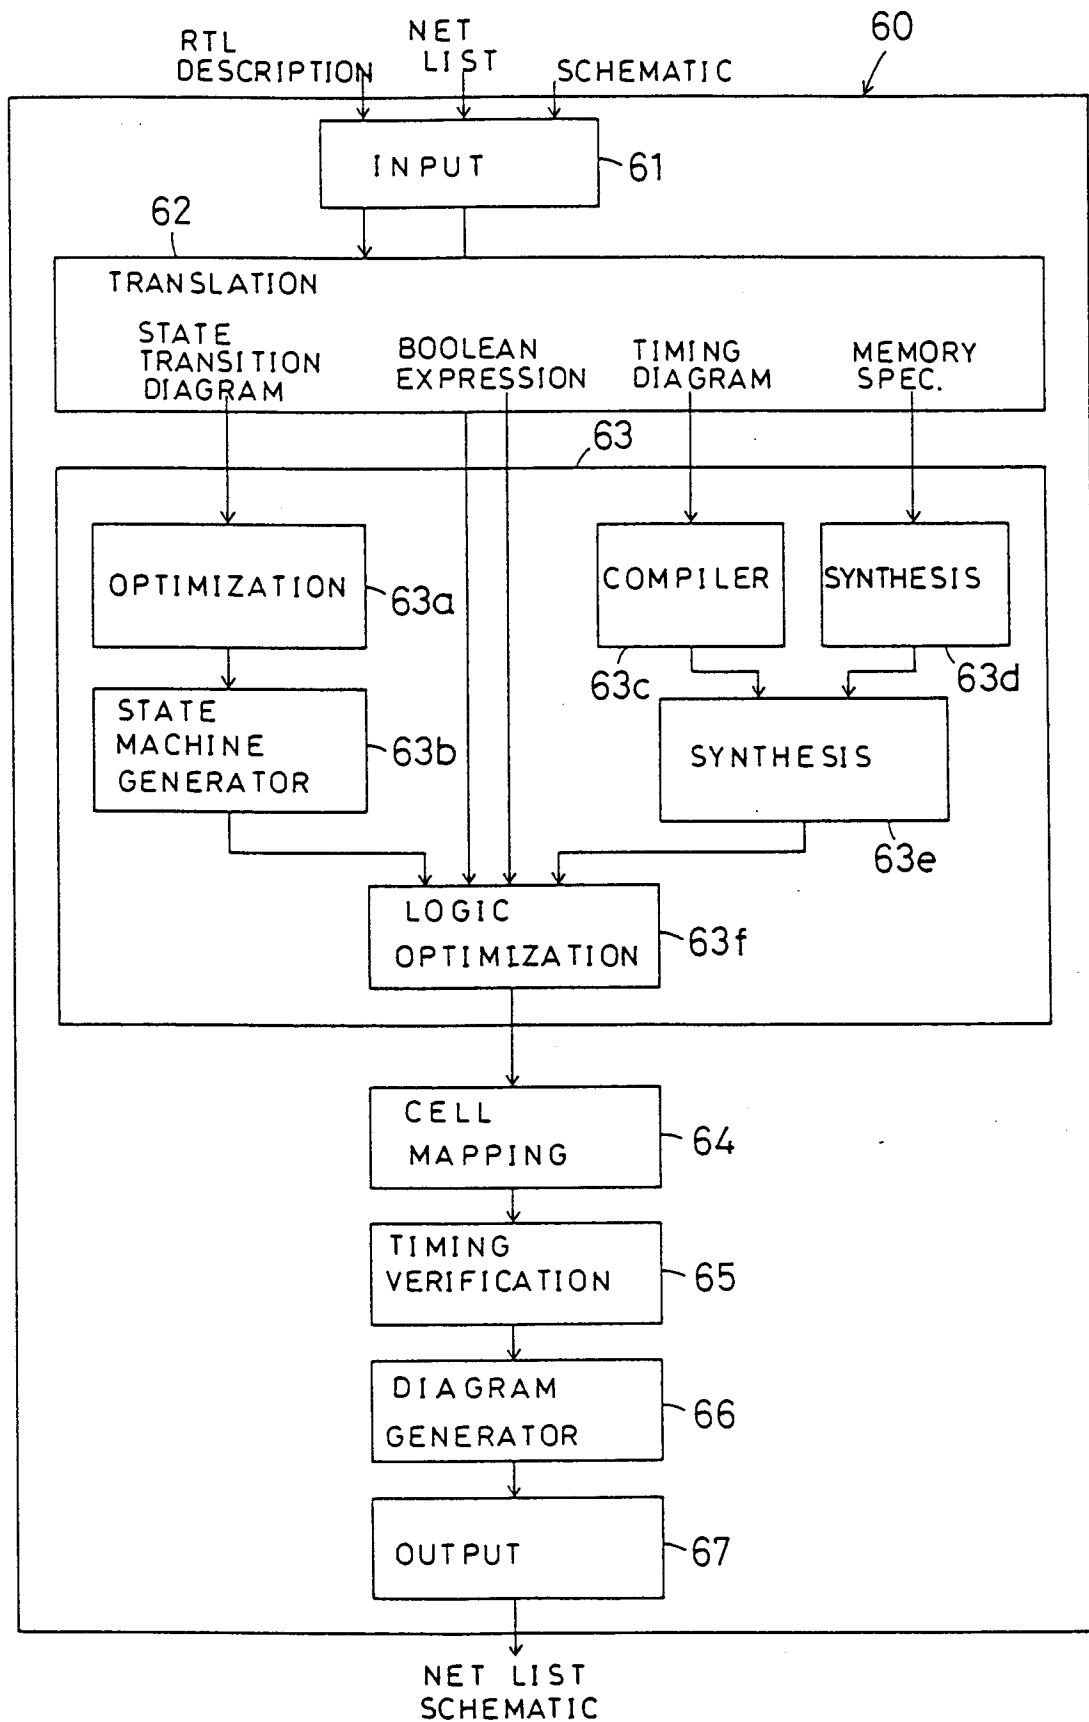 RTL
DESCRIPTION
NET
LIST
SCHEMATIC
60
INPUT
61
62
TRANSLATION
STATE
TRANSITION
DIAGRAM
BOOLEAN
EXPRESSION
TIMING
DIAGRAM
MEMORY
SPEC.
63
OPTIMIZATION
63a
COMPILER
63c
SYNTHESIS
63d
STATE
MACHINE
GENERATOR
63b
SYNTHESIS
63e
LOGIC
OPTIMIZATION
63f
CELL
MAPPING
64
TIMING
VERIFICATION
65
DIAGRAM
GENERATOR
66
OUTPUT
67
NET LIST
SCHEMATIC